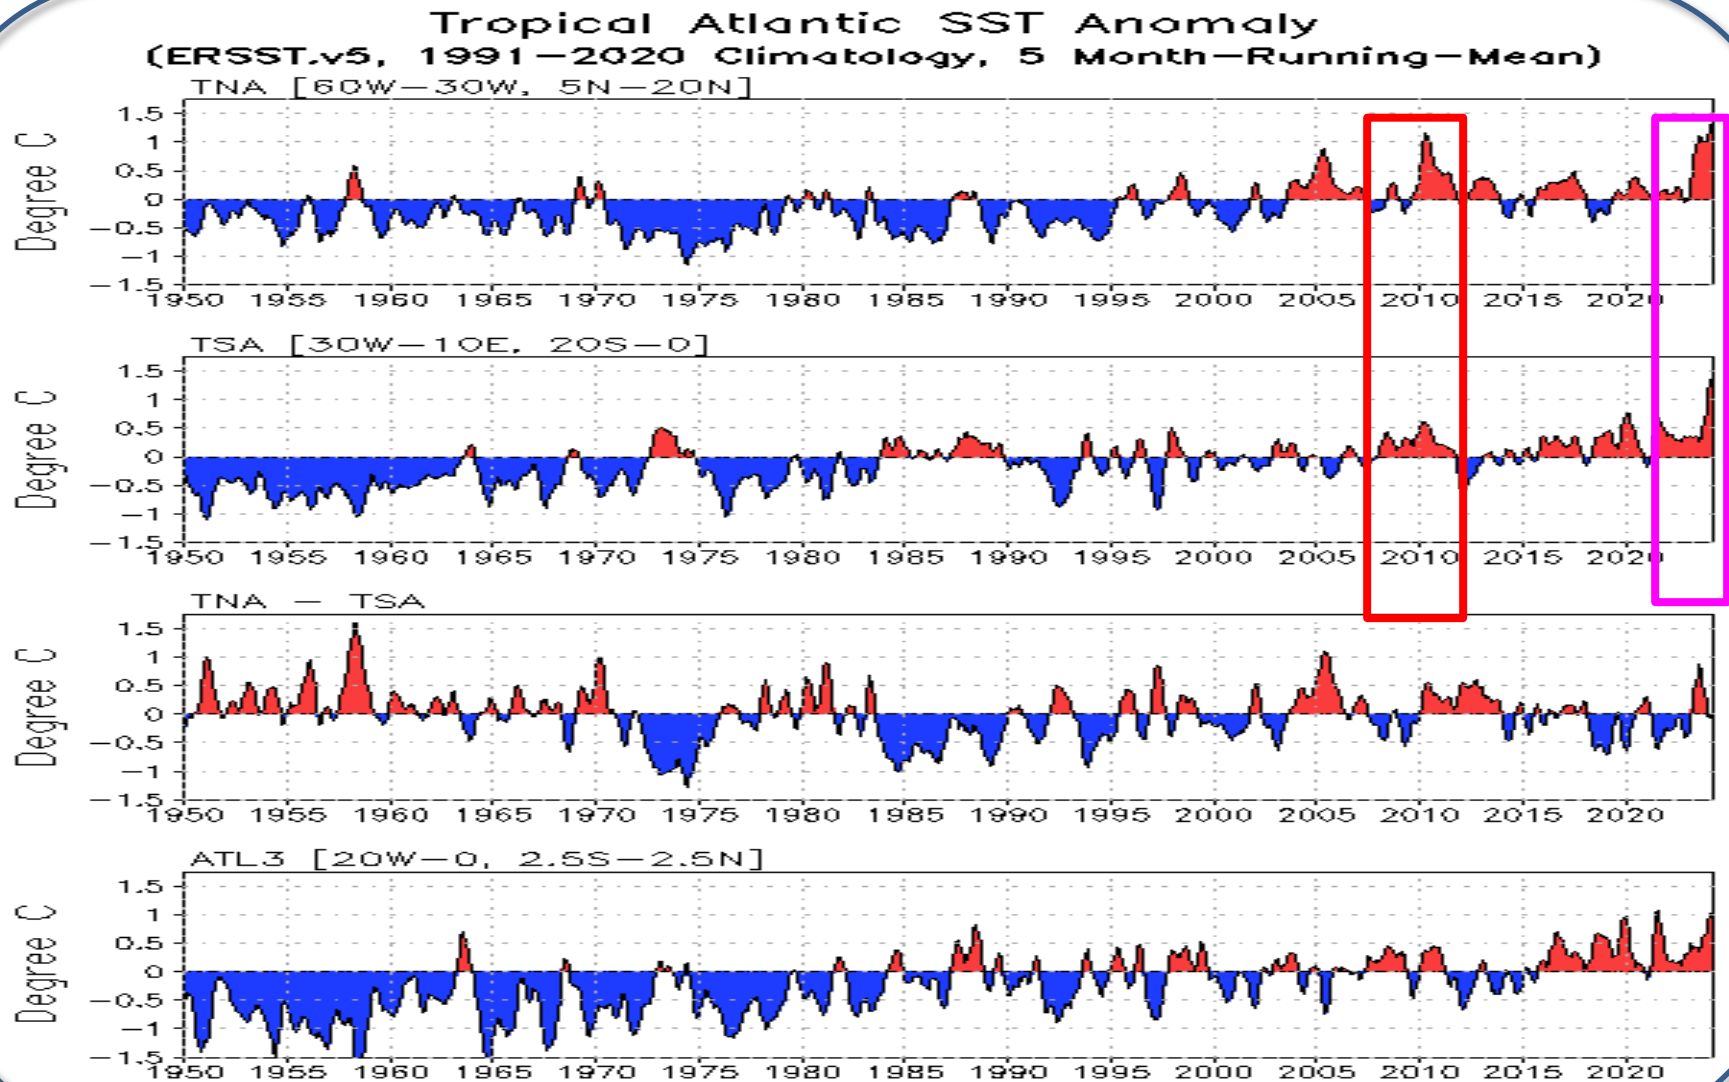 Tropical Atlantic SST Anomaly
(ERSST.v5, 1991−2020 Climatology, 5 Month−Running−Mean)
TNA [60W−30W, 5N−20N]
Degree C
1.5
1
0.5
0
−0.5
−1
−1.5
1950 1955 1960 1965 1970 1975 1980 1985 1990 1995 2000 2005 2010 2015 2020
TSA [30W−10E, 20S−0]
Degree C
1.5
1
0.5
0
−0.5
−1
−1.5
1950 1955 1960 1965 1970 1975 1980 1985 1990 1995 2000 2005 2010 2015 2020
TNA − TSA
Degree C
1.5
1
0.5
0
−0.5
−1
−1.5
1950 1955 1960 1965 1970 1975 1980 1985 1990 1995 2000 2005 2010 2015 2020
ATL3 [20W−0, 2.5S−2.5N]
Degree C
1.5
1
0.5
0
−0.5
−1
−1.5
1950 1955 1960 1965 1970 1975 1980 1985 1990 1995 2000 2005 2010 2015 2020